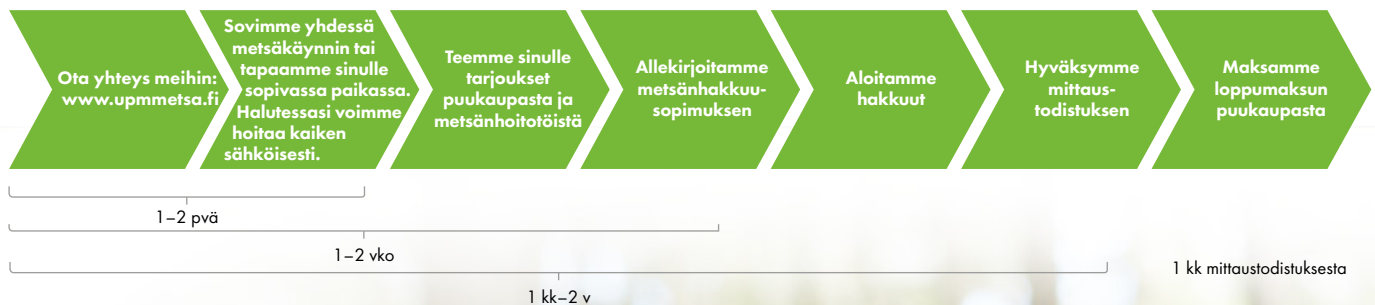 Ota yhteys meihin:
www.upmmetsa.fi
Sovimme yhdessä
metsäkäynnin tai
tapaamme sinulle
sopivassa paikassa.
Halutessasi voimme
hoitaa kaiken
sähköisesti.
Teemme sinulle
tarjoukset
puukaupasta ja
metsänhoitotöistä
Allekirjoitamme
metsänhakkuu-
sopimuksen
Aloitamme
hakkuut
Hyväksymme
mittaus-
todistuksen
Maksamme
loppumaksun
puukaupasta
1–2 pvä
1–2 vko
1 kk–2 v
1 kk mittaustodistuksesta